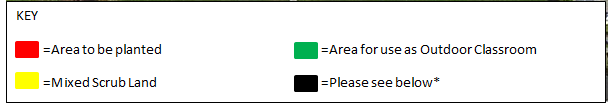 KEY
=Area to be planted =Area for use as Outdoor Classroom
=Mixed Scrub Land =Please see below*